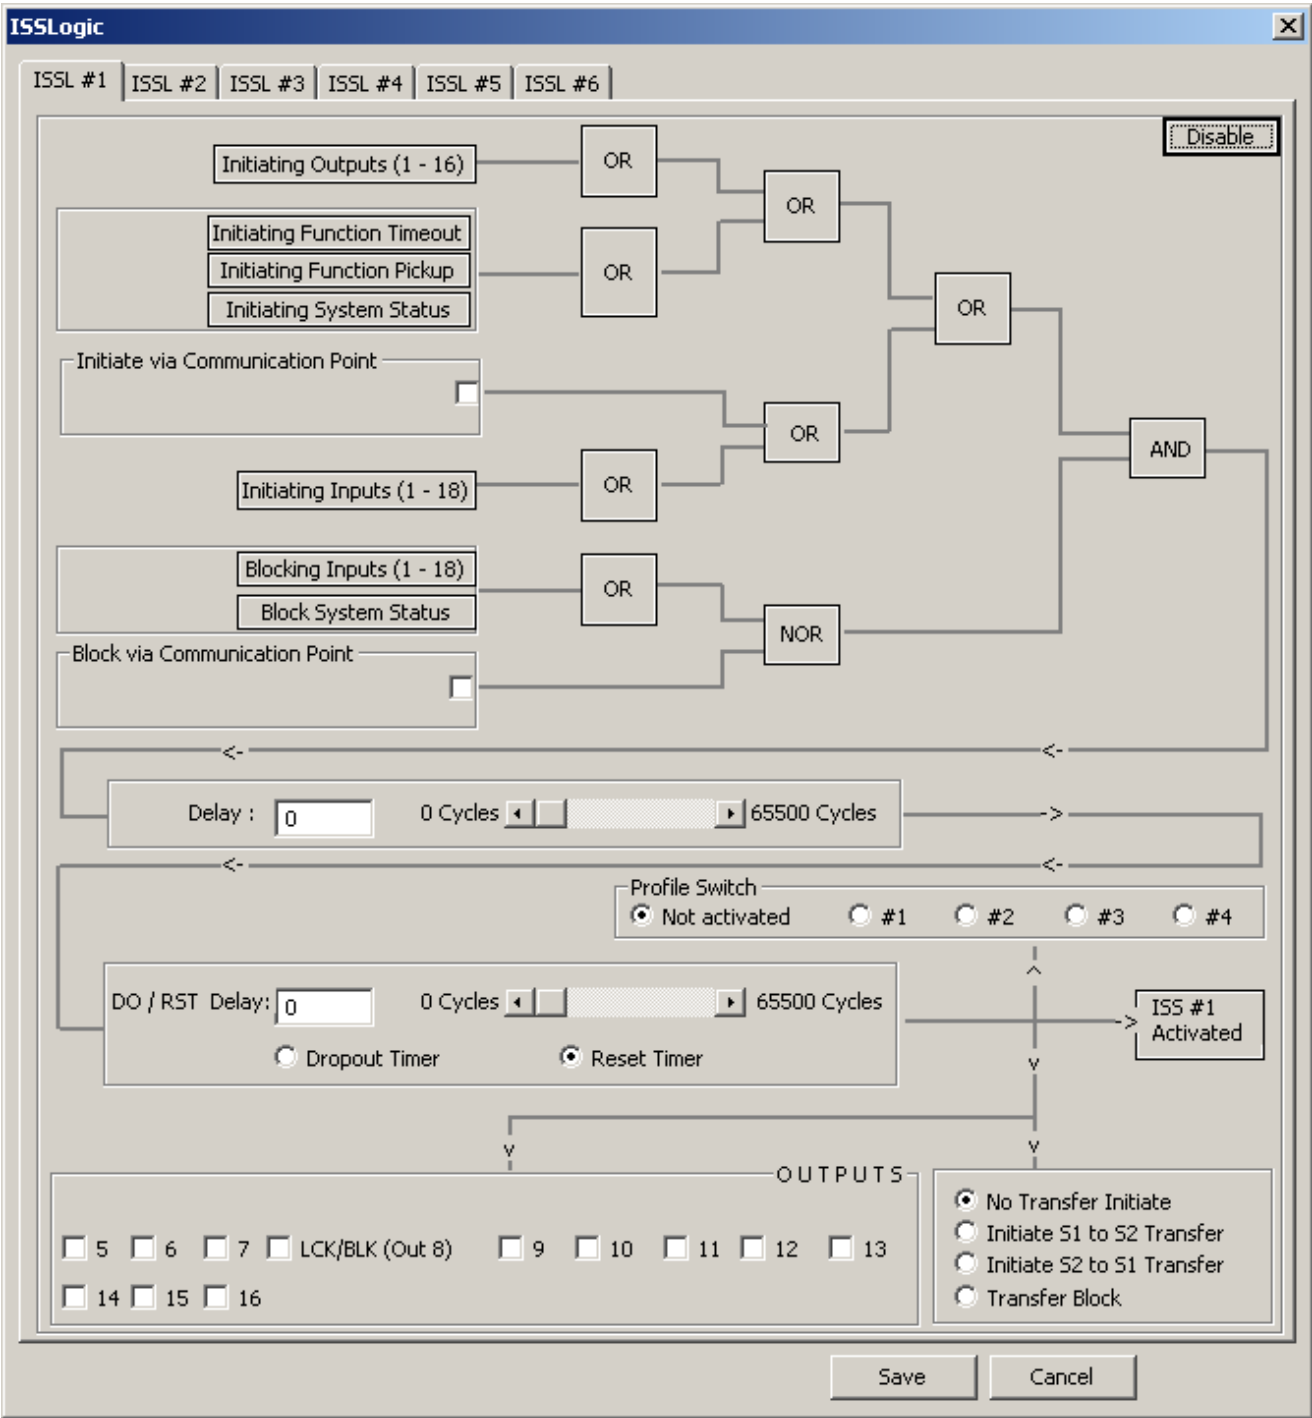 ISSLogic
ISSL #1 ISSL #2 ISSL #3 ISSL #4 ISSL #5 ISSL #6
Disable
Initiating Outputs (1 - 16) OR
OR
Initiating Function Timeout
Initiating Function Pickup OR
Initiating System Status
OR
Initiate via Communication Point
OR
AND
Initiating Inputs (1 - 18) OR
Blocking Inputs (1 - 18)
OR
Block System Status
NOR
Block via Communication Point
<- <-
Delay : 0 0 Cycles 65500 Cycles ->
<- <-
Profile Switch
Not activated #1 #2 #3 #4
^
DO / RST Delay: 0 0 Cycles 65500 Cycles
-> ISS #1
Activated
Dropout Timer Reset Timer
v
v v
OUTPUTS
5 6 7 LCK/BLK (Out 8) 9 10 11 12 13
14 15 16
No Transfer Initiate
Initiate S1 to S2 Transfer
Initiate S2 to S1 Transfer
Transfer Block
Save Cancel